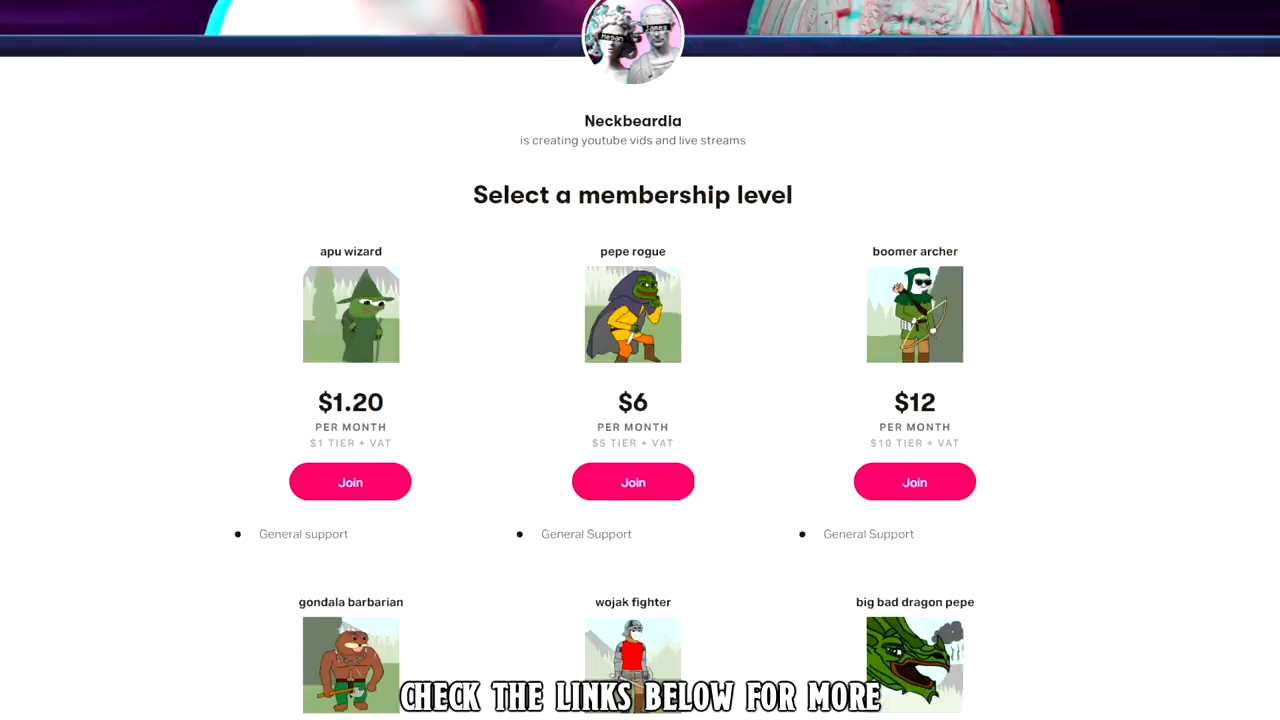 Megan
James
Neckbeardia
is creating youtube vids and live streams
Select a membership level
apu wizard
pepe rogue
boomer archer
$1.20
$6
$12
PER MONTH
PER MONTH
PER MONTH
$1 TIER + VAT
$5 TIER + VAT
$10 TIER + VAT
Join
Join
Join
General support
General Support
General Support
gondala barbarian
wojak fighter
big bad dragon pepe
CHECK THE LINKS BELOW FOR MORE